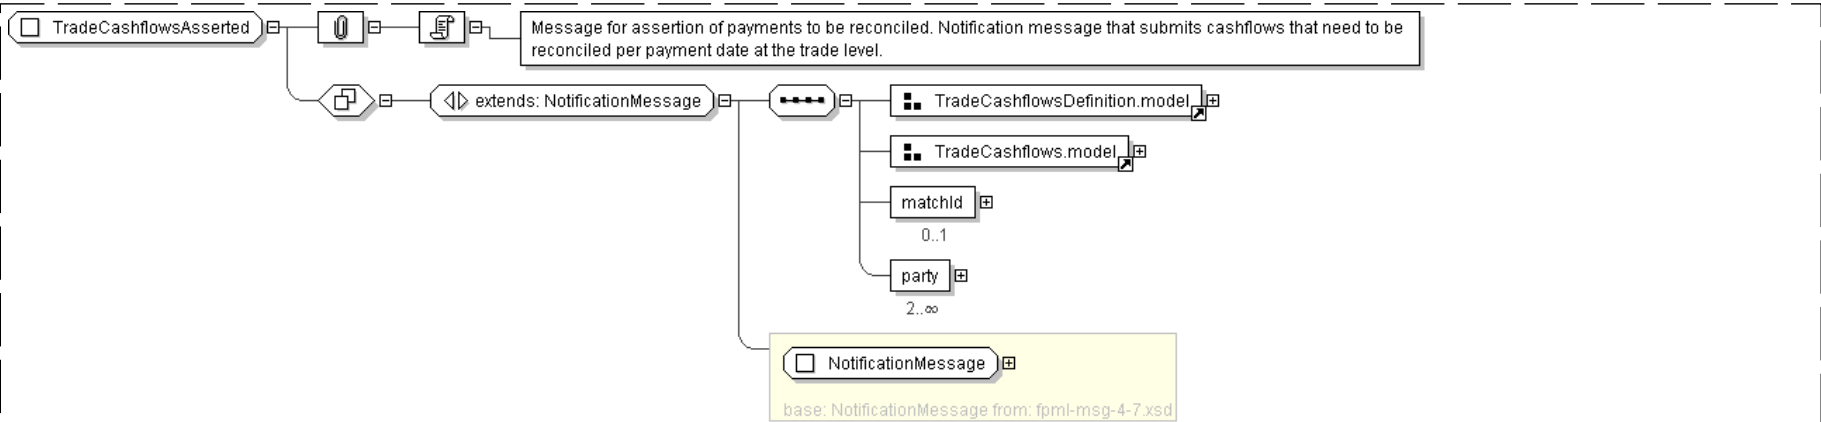 TradeCashflowsAsserted
Message for assertion of payments to be reconciled. Notification message that submits cashflows that need to be
reconciled per payment date at the trade level.
extends: NotificationMessage
TradeCashflowsDefinition.model
TradeCashflows.model
matchId
0..1
party
2..∞
NotificationMessage
base: NotificationMessage from: fpml-msg-4-7.xsd